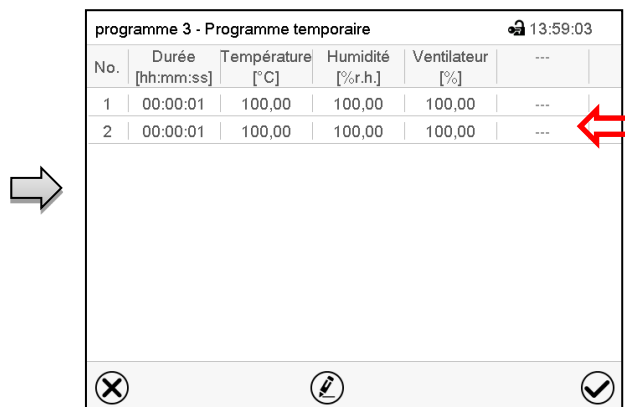 programme 3 - Programme temporaire 13:59:03
No. Durée [hh:mm:ss] Température [°C] Humidité [%r.h.] Ventilateur [%] ---
1 00:00:01 100,00 100,00 100,00 ---
2 00:00:01 100,00 100,00 100,00 ---